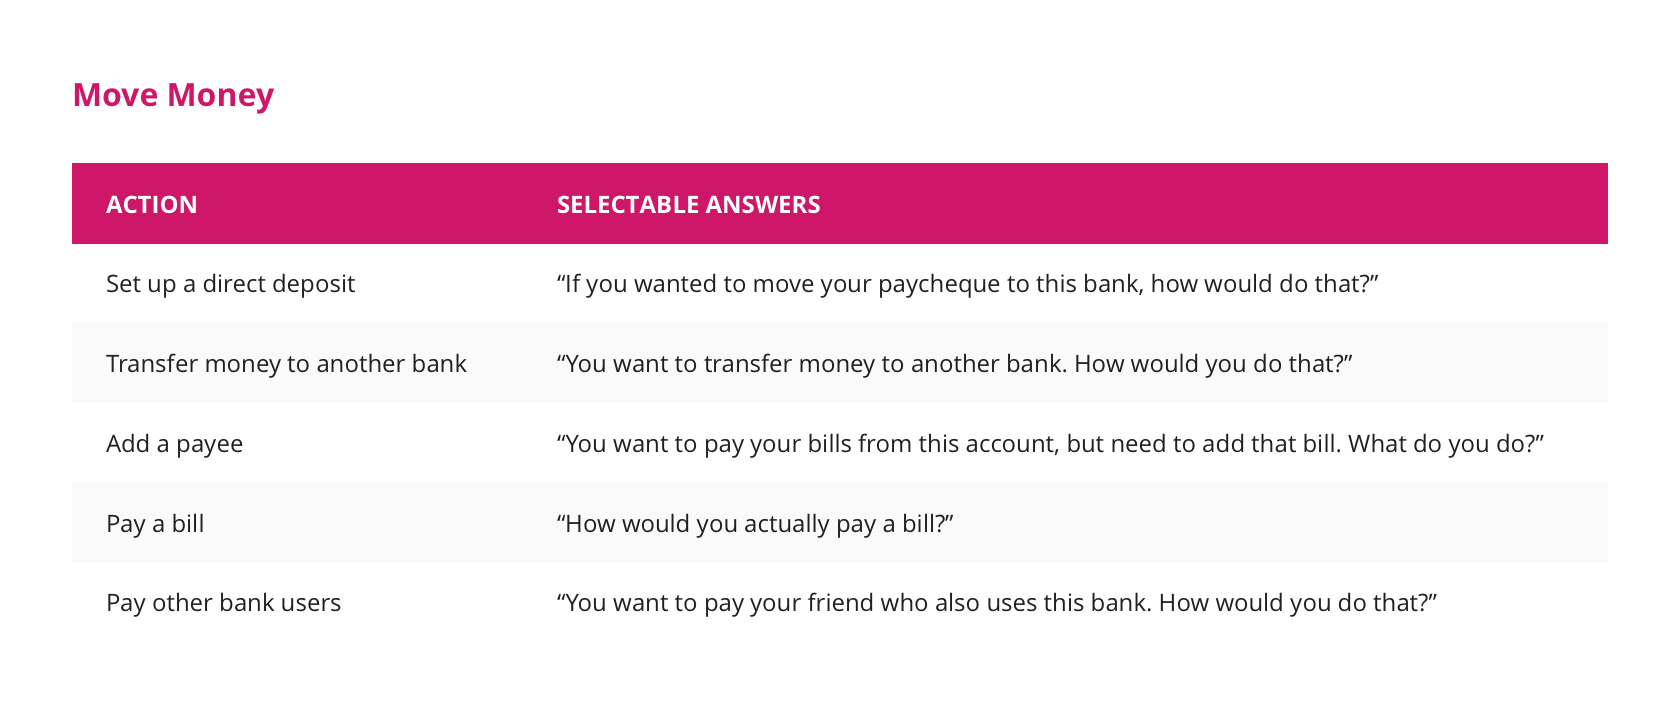 Move Money
ACTION SELECTABLE ANSWERS
Set up a direct deposit “If you wanted to move your paycheque to this bank, how would do that?”
Transfer money to another bank “You want to transfer money to another bank. How would you do that?”
Add a payee “You want to pay your bills from this account, but need to add that bill. What do you do?”
Pay a bill “How would you actually pay a bill?”
Pay other bank users “You want to pay your friend who also uses this bank. How would you do that?”